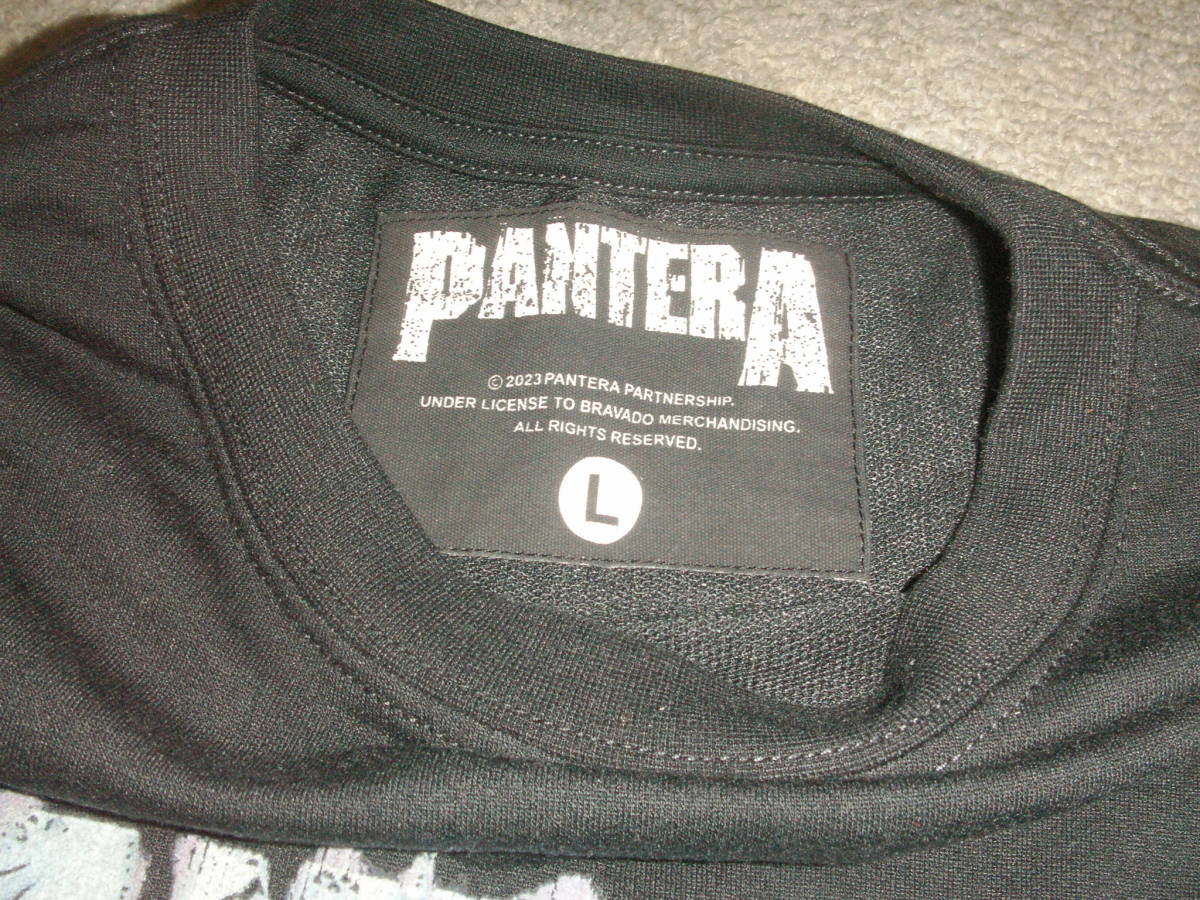 PANTERA
© 2023 PANTERA PARTNERSHIP.
UNDER LICENSE TO BRAVADO MERCHANDISING.
ALL RIGHTS RESERVED.
L